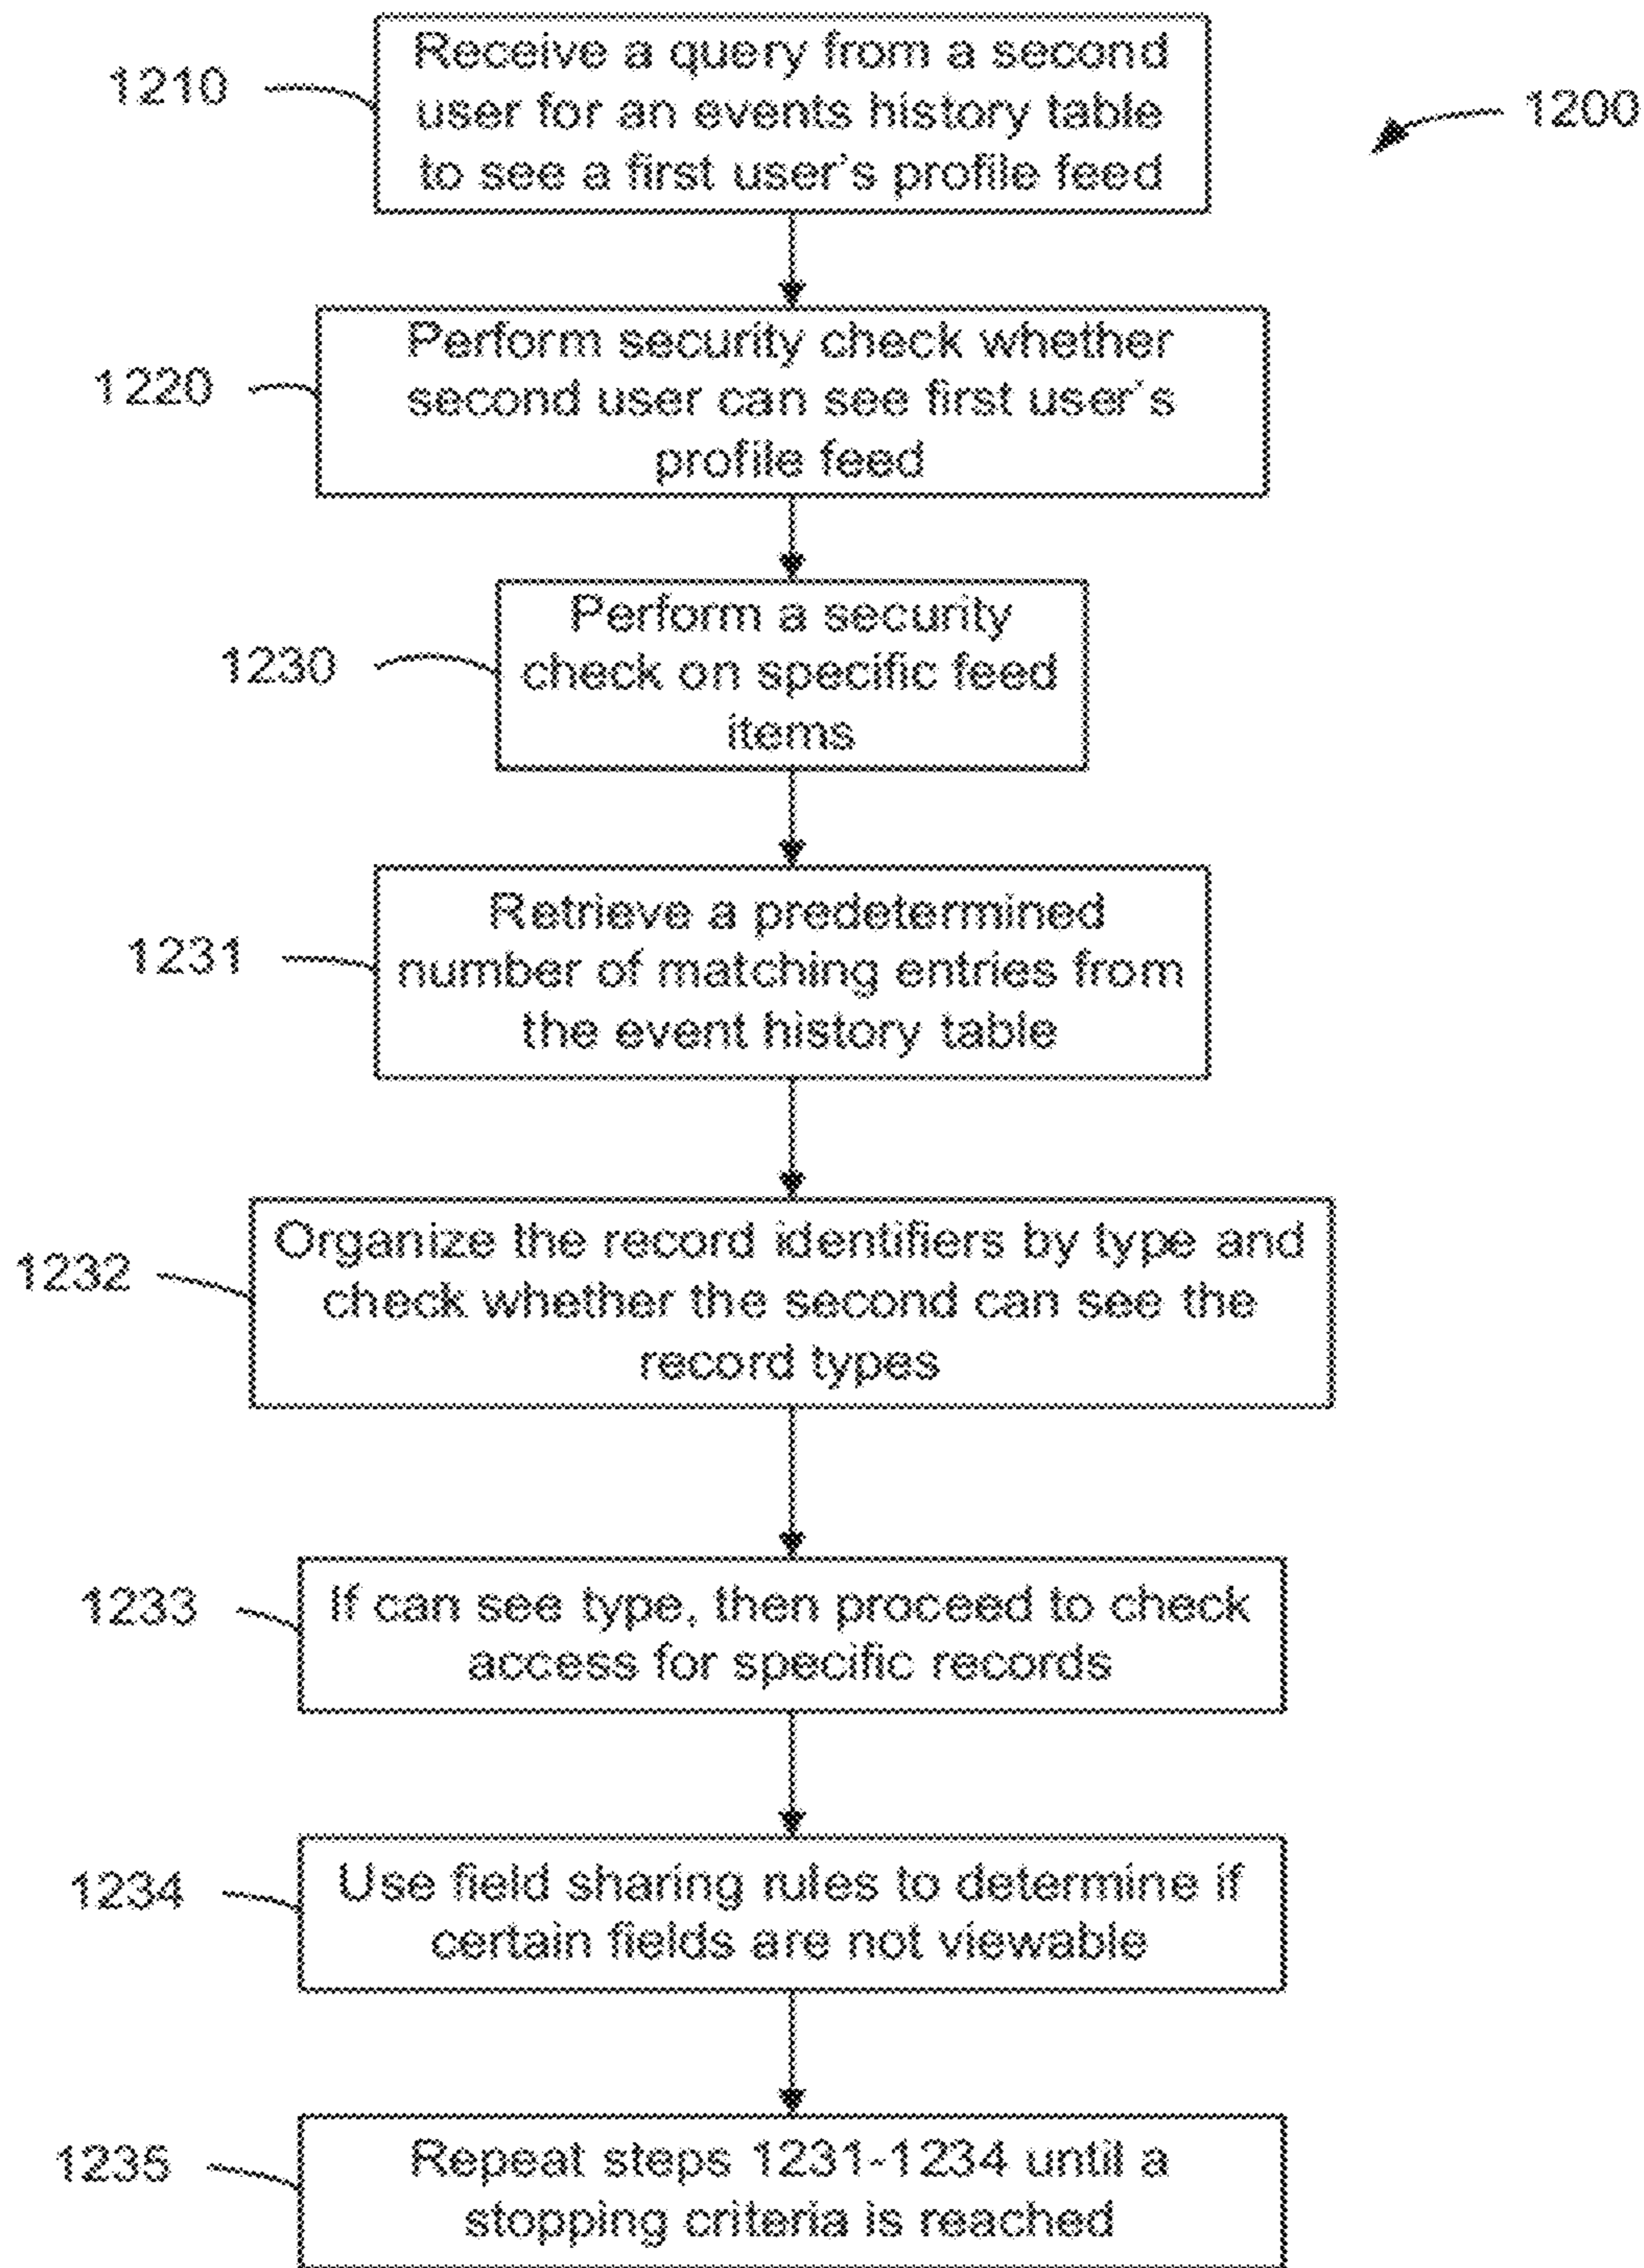 Receive a query from a second
1210
user for an events history table
1200
to see a first user's profile feed
Perform security check whether
1220
second user can see first user's
profile feed
Perform a security
1230
check on specific feed
items
Retrieve a predetermined
1231
number of matching entries from
the event history table
Organize the record identifiers by type and
1232
check whether the second can see the
record types
1233
If can see type, then proceed to check
access for specific records
1234
Use field sharing rules to determine if
certain fields are not viewable
1235
Repeat steps 1231-1234 until a
stopping criteria is reached